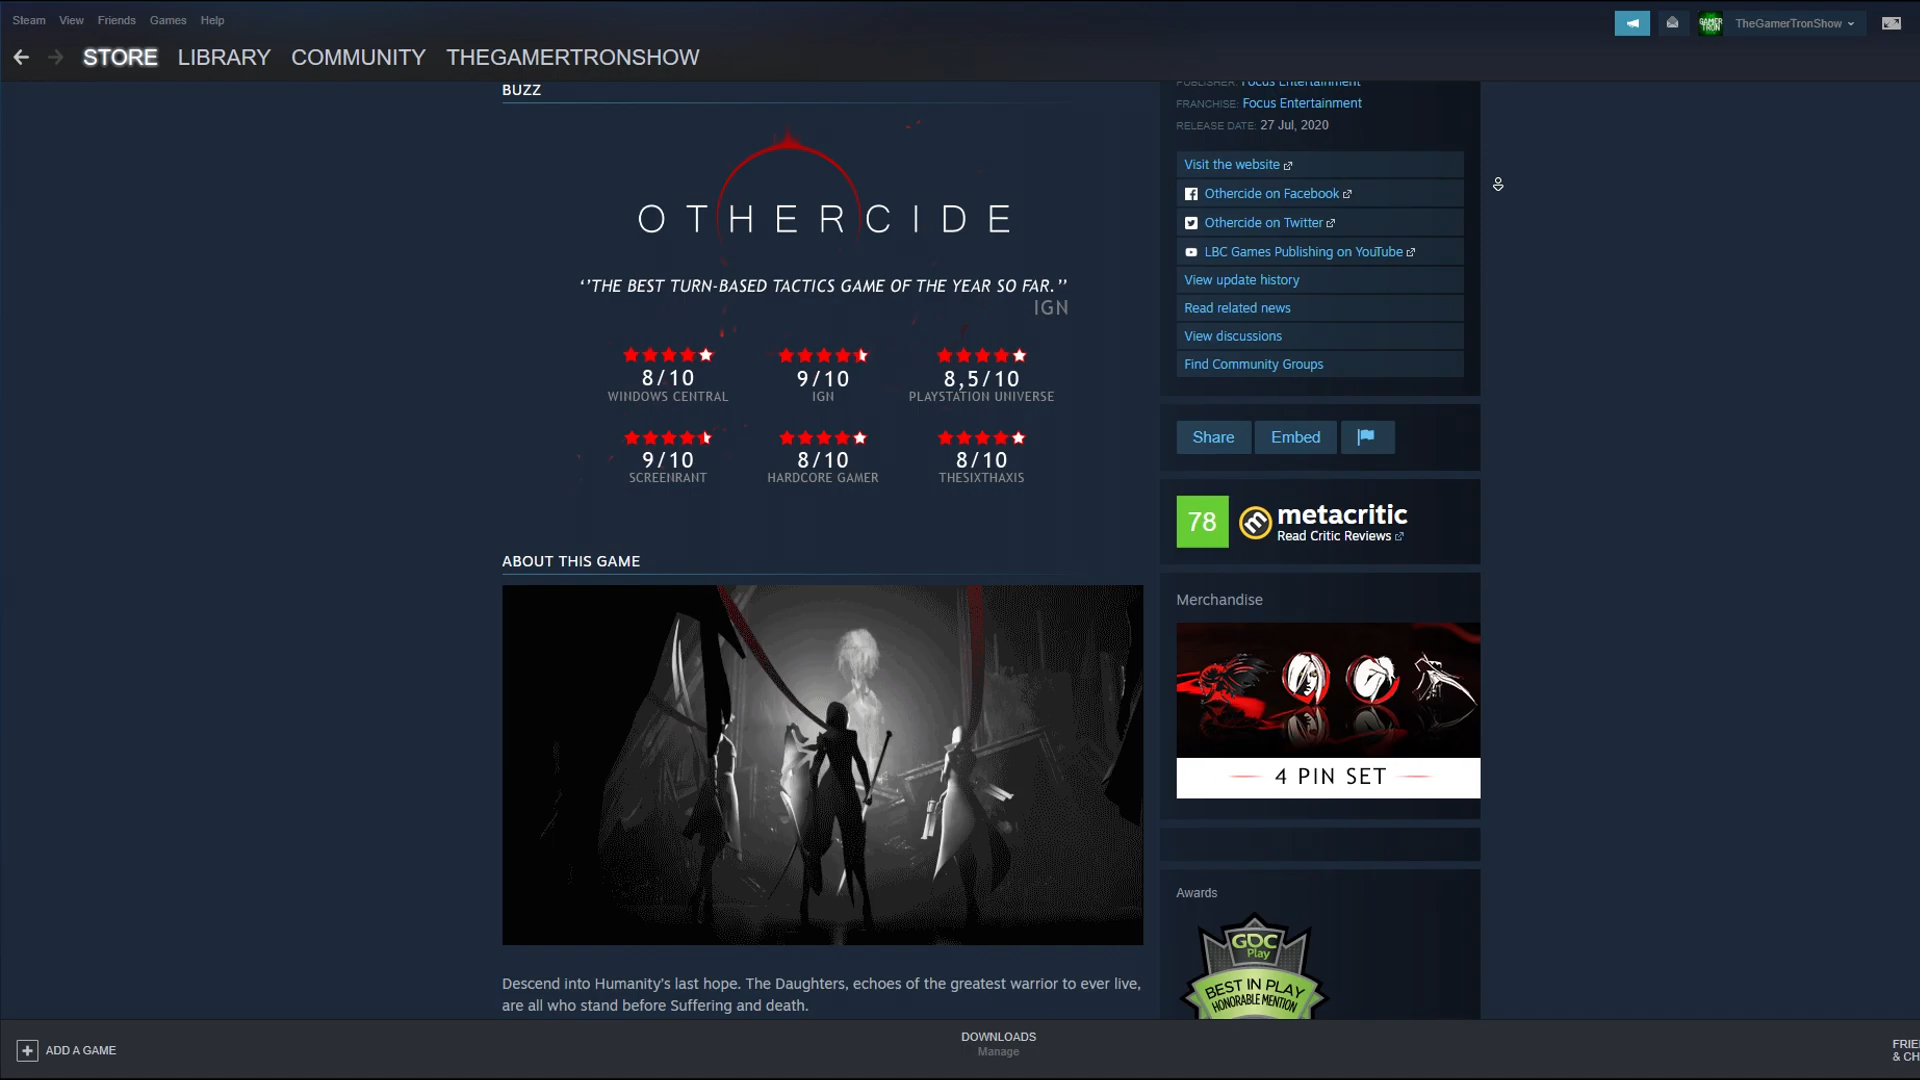 Steam View Friends Games Help
TheGamerTronShow
STORE LIBRARY COMMUNITY THEGAMERTRONSHOW
BUZZ
OTHERCIDE
‘’THE BEST TURN-BASED TACTICS GAME OF THE YEAR SO FAR.’’
IGN
8/10
WINDOWS CENTRAL
9/10
IGN
8,5/10
PLAYSTATION UNIVERSE
9/10
SCREENRANT
8/10
HARDCORE GAMER
8/10
THESIXTHAXIS
ABOUT THIS GAME
Descend into Humanity's last hope. The Daughters, echoes of the greatest warrior to ever live,
are all who stand before Suffering and death.
PUBLISHER: Focus Entertainment
FRANCHISE: Focus Entertainment
RELEASE DATE: 27 Jul, 2020
Visit the website
Othercide on Facebook
Othercide on Twitter
LBC Games Publishing on YouTube
View update history
Read related news
View discussions
Find Community Groups
Share Embed
78 metacritic
Read Critic Reviews
Merchandise
4 PIN SET
Awards
GDC
Play
BEST IN PLAY
HONORABLE MENTION
ADD A GAME
DOWNLOADS
Manage
FRIE
& CH